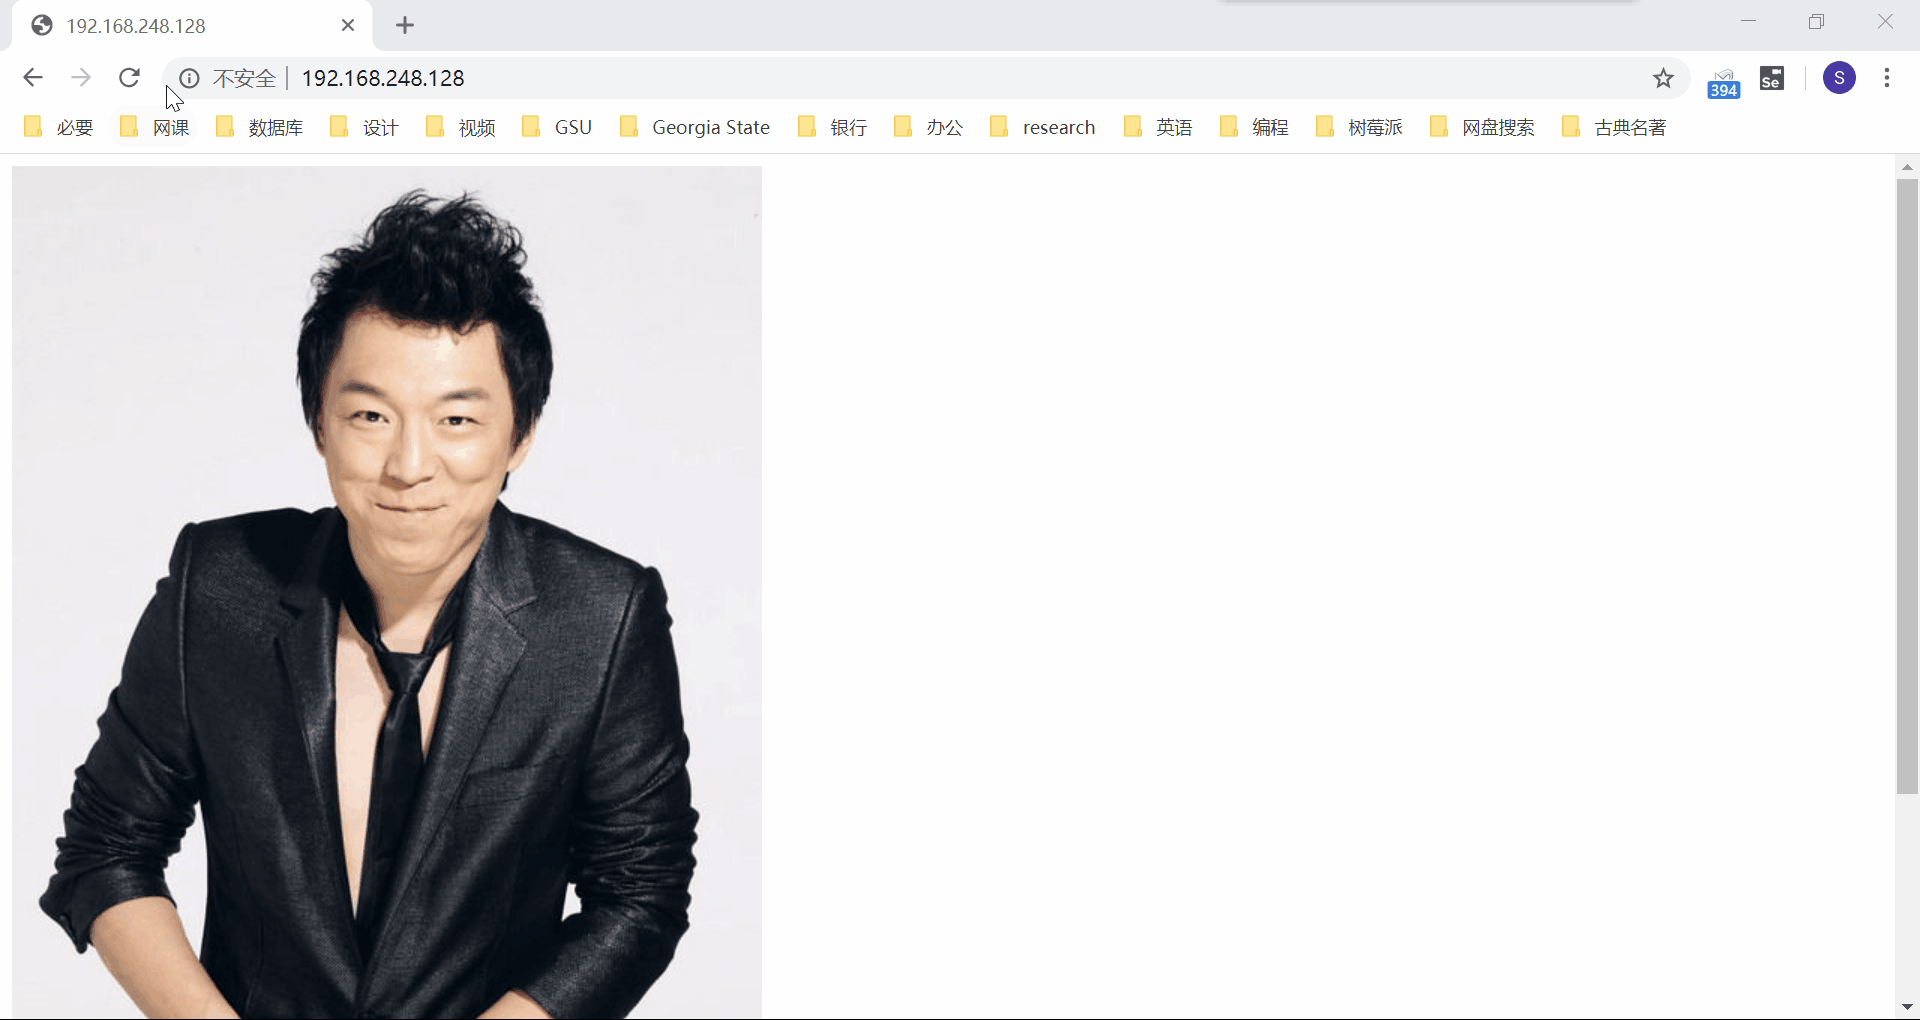 192.168.248.128
不安全 192.168.248.128
394 Se S
必要 网课 数据库 设计 视频 GSU Georgia State 银行 办公 research 英语 编程 树莓派 网盘搜索 古典名著